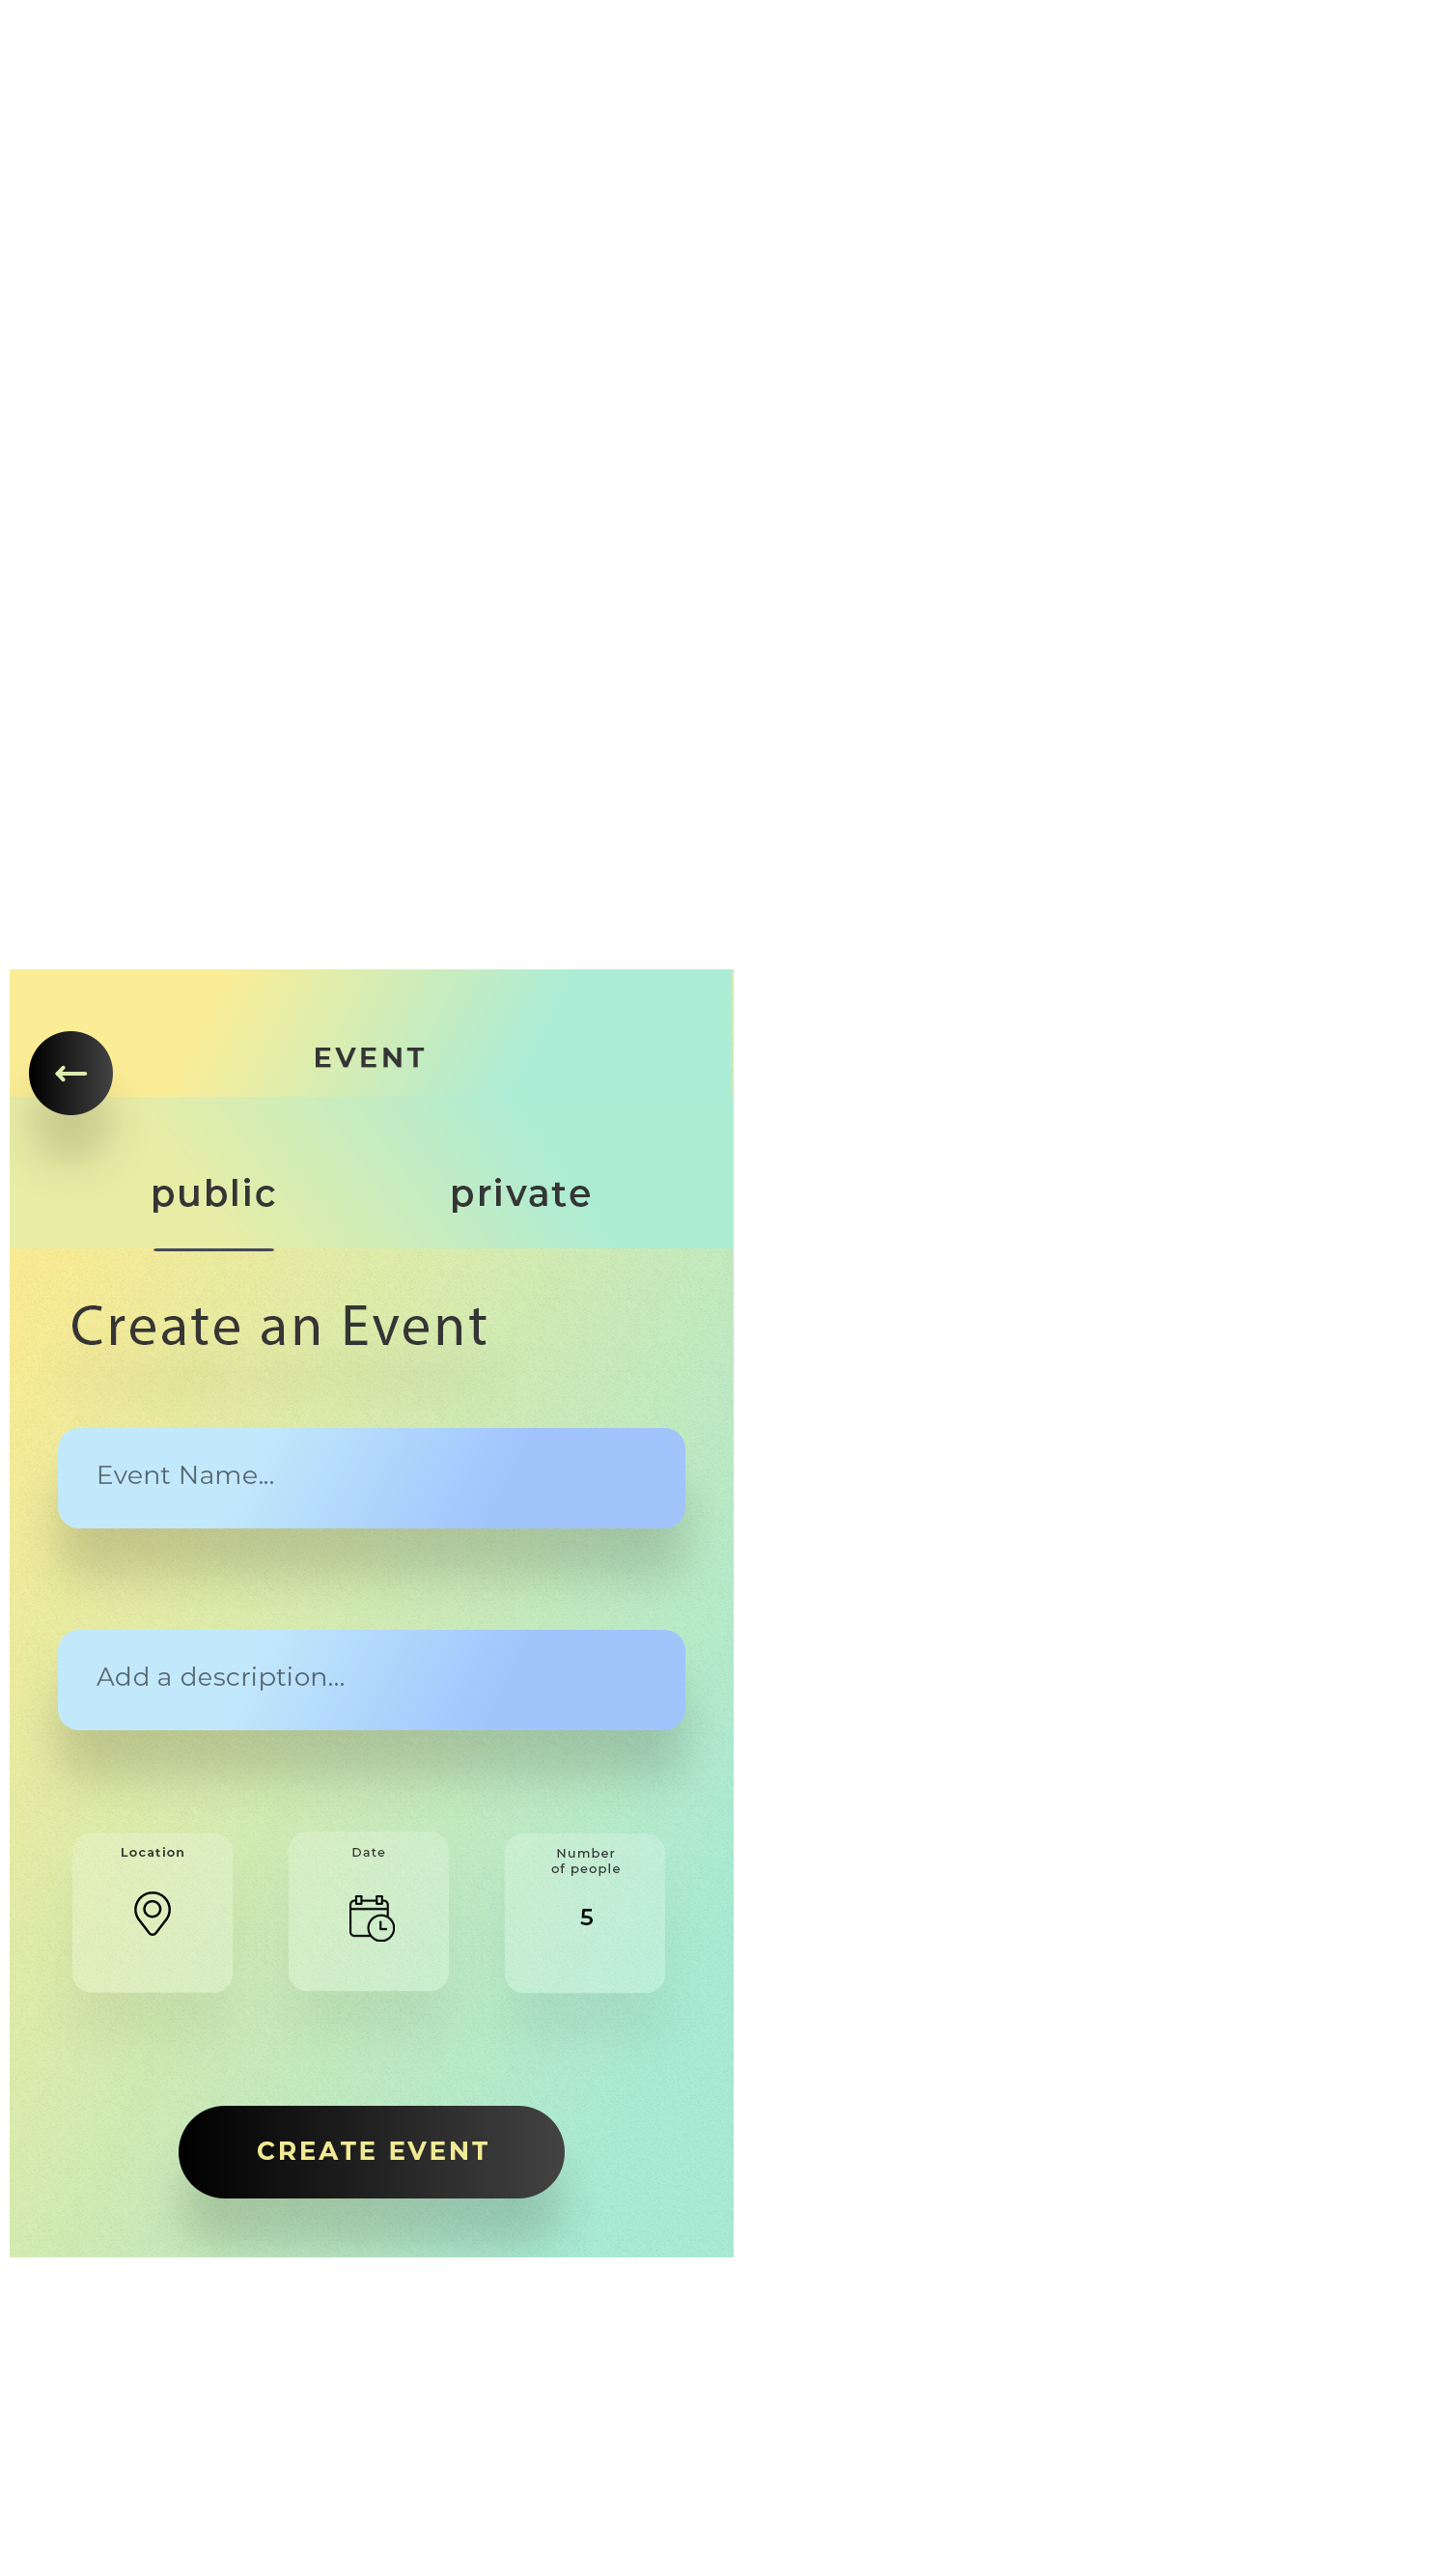 EVENT
public private
Create an Event
Event Name...
Add a description...
Location
Date
Number
of people
5
CREATE EVENT